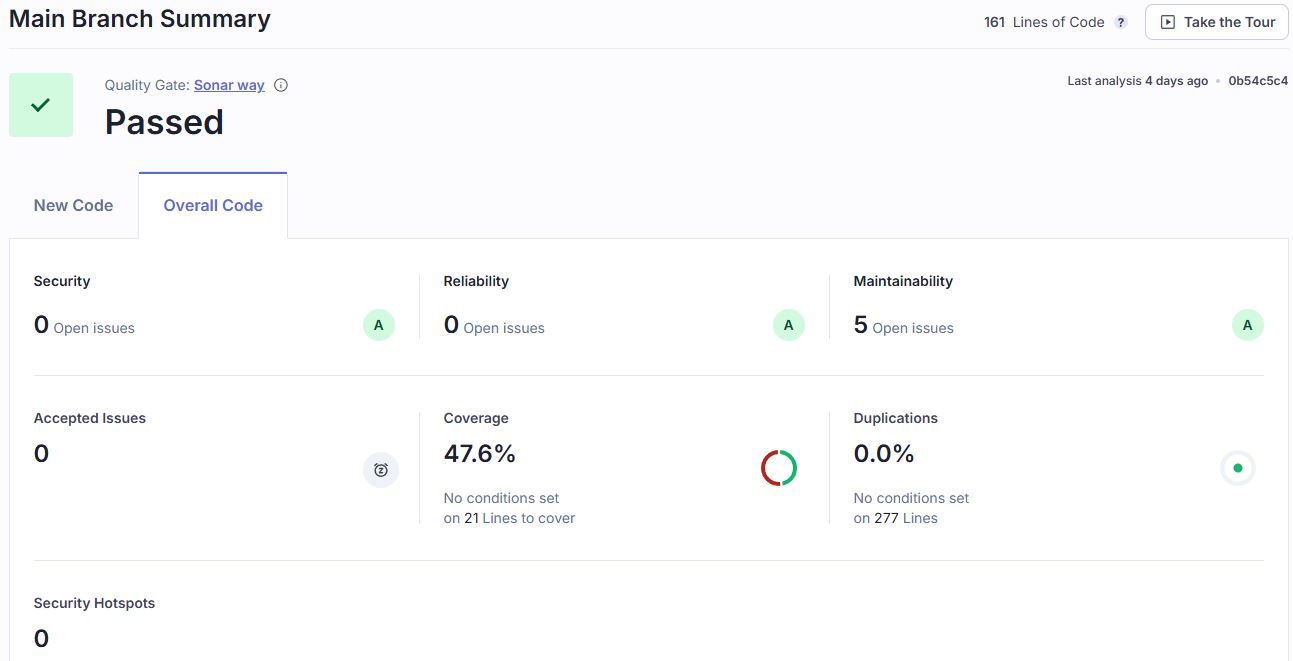 Main Branch Summary
161 Lines of Code ? Take the Tour
Quality Gate: Sonar way
Last analysis 4 days ago • 0b54c5c4
Passed
New Code Overall Code
Security Reliability Maintainability
0 Open issues A 0 Open issues A 5 Open issues A
Accepted Issues Coverage Duplications
0 47.6% 0.0%
No conditions set No conditions set
on 21 Lines to cover on 277 Lines
Security Hotspots
0